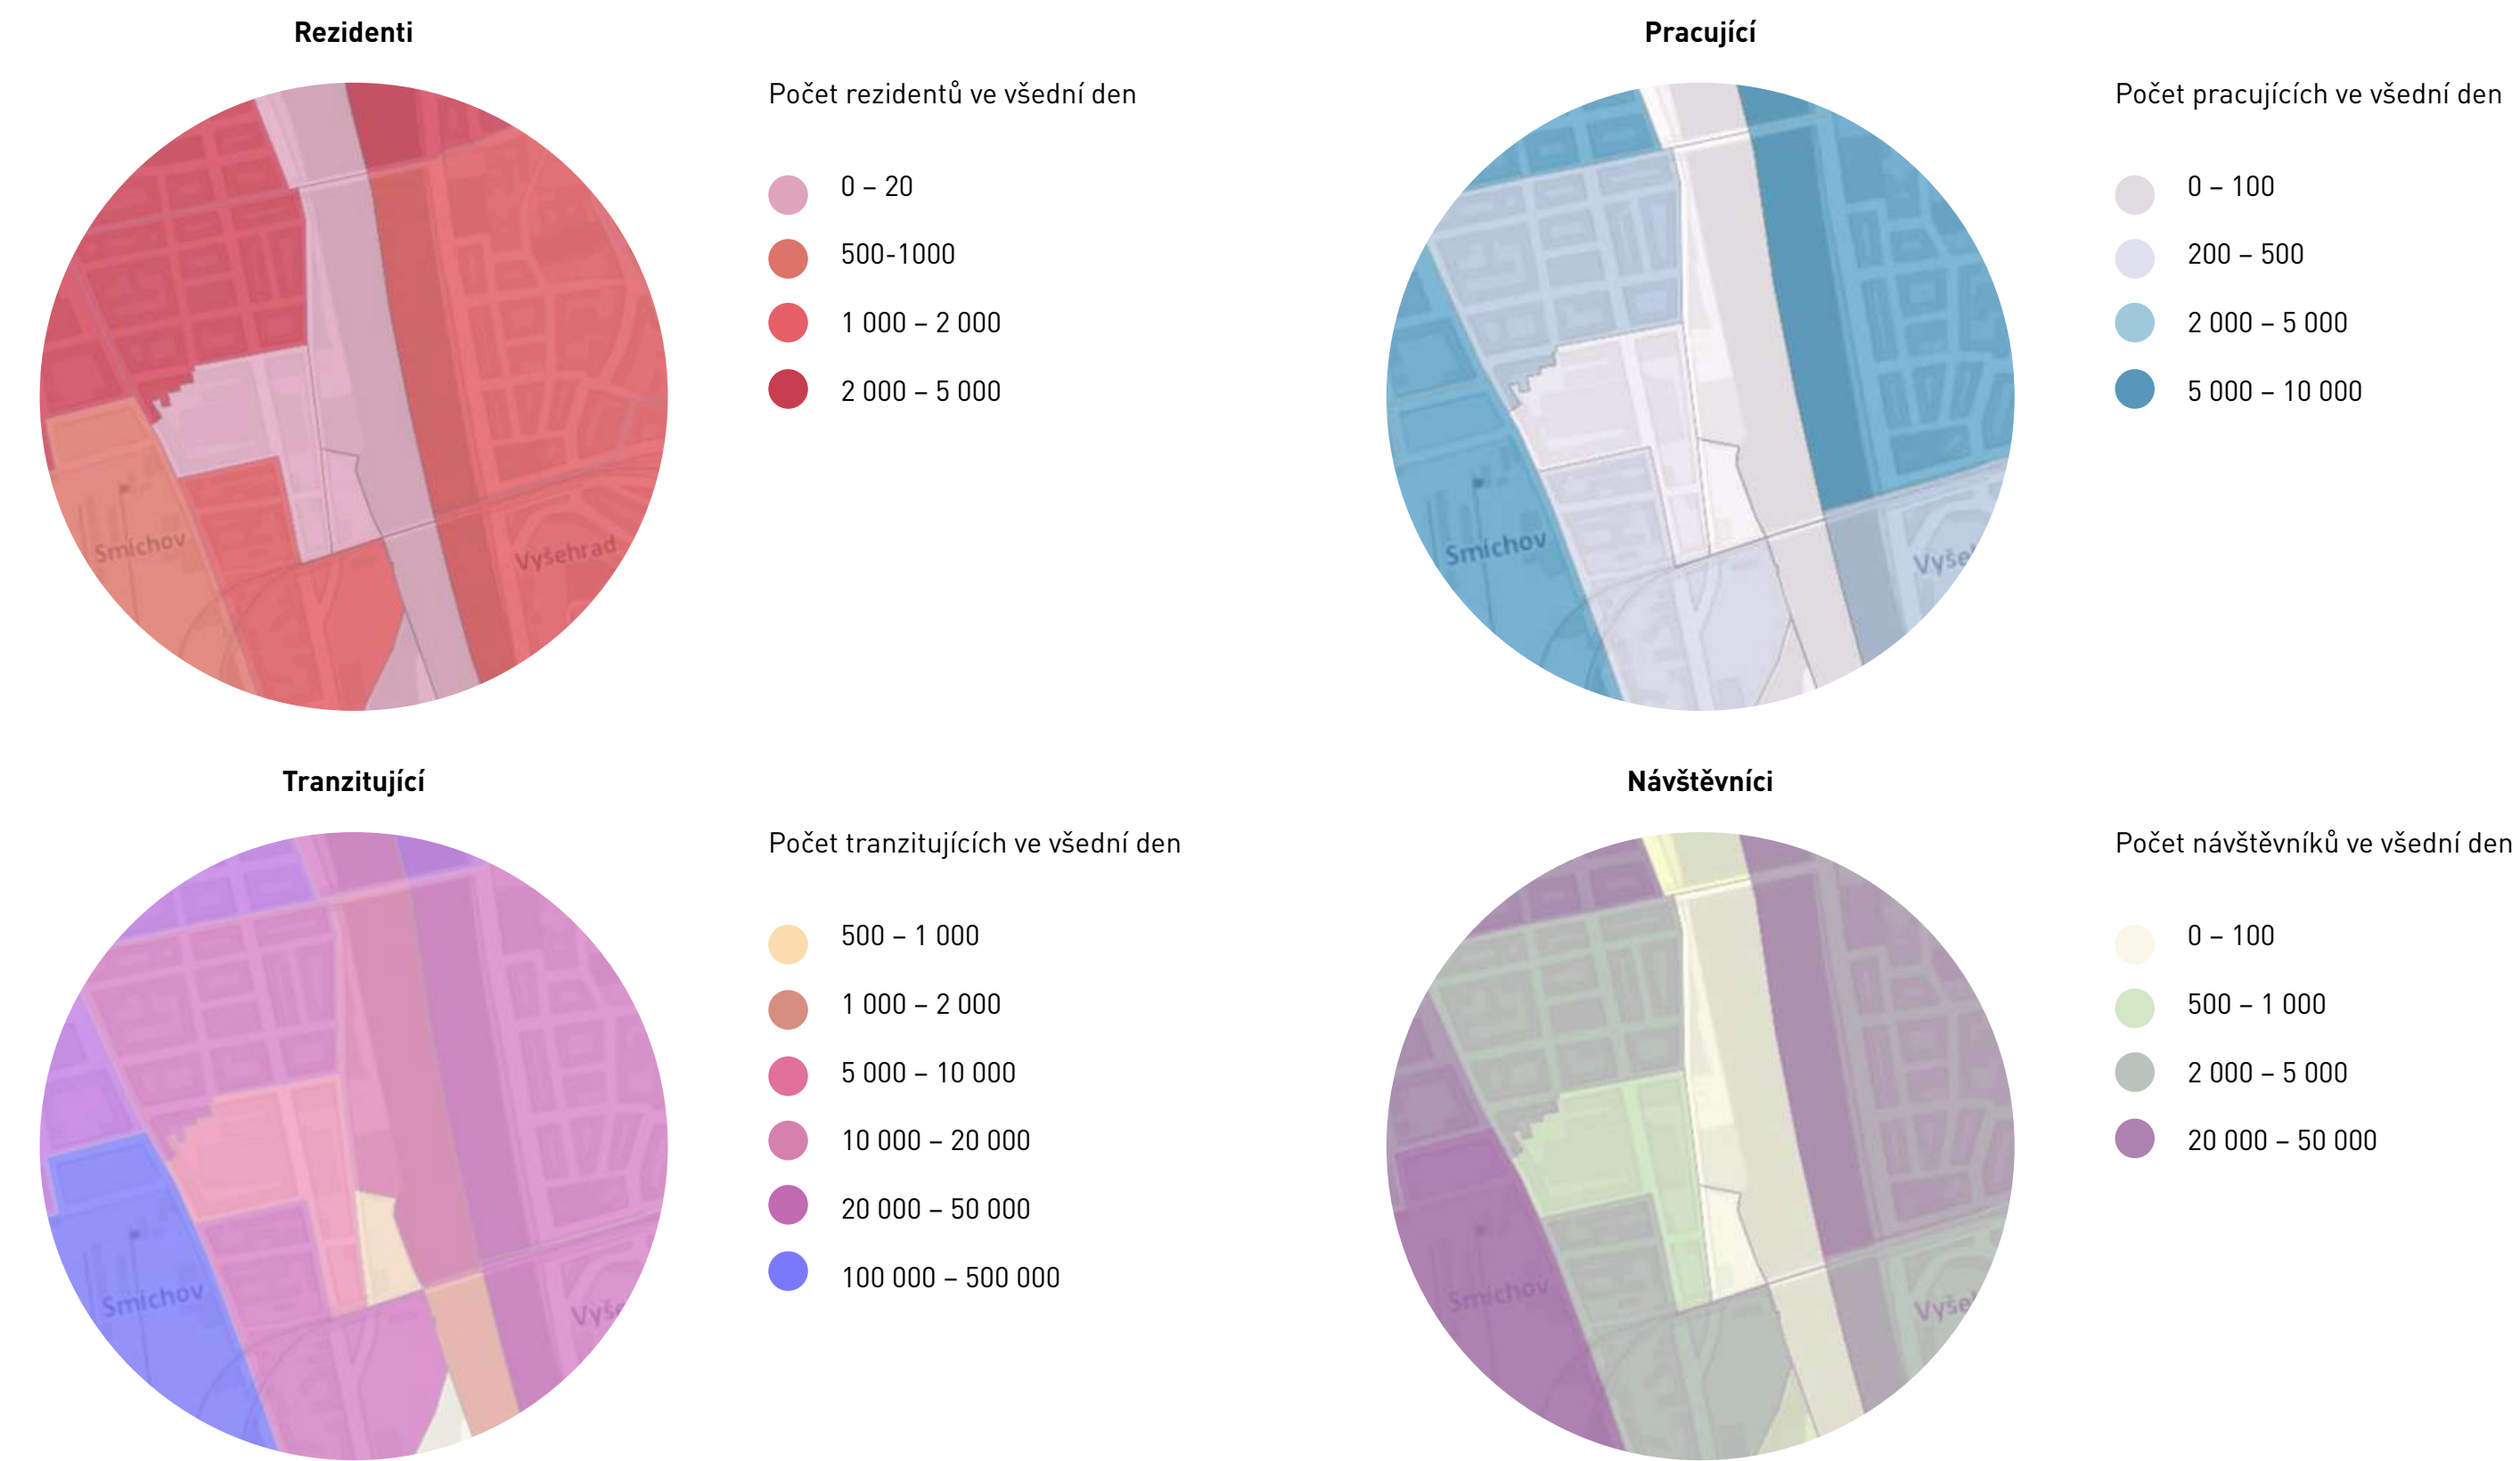 Rezidenti
Počet rezidentů ve všední den
0 – 20
500-1000
1 000 – 2 000
2 000 – 5 000
Smíchov
Vyšehrad
Pracující
Počet pracujících ve všední den
0 – 100
200 – 500
2 000 – 5 000
5 000 – 10 000
Smíchov
Vyše
Tranzitující
Počet tranzitujících ve všední den
500 – 1 000
1 000 – 2 000
5 000 – 10 000
10 000 – 20 000
20 000 – 50 000
100 000 – 500 000
Smíchov
Vyše
Návštěvníci
Počet návštěvníků ve všední den
0 – 100
500 – 1 000
2 000 – 5 000
20 000 – 50 000
Smíchov
Vyše